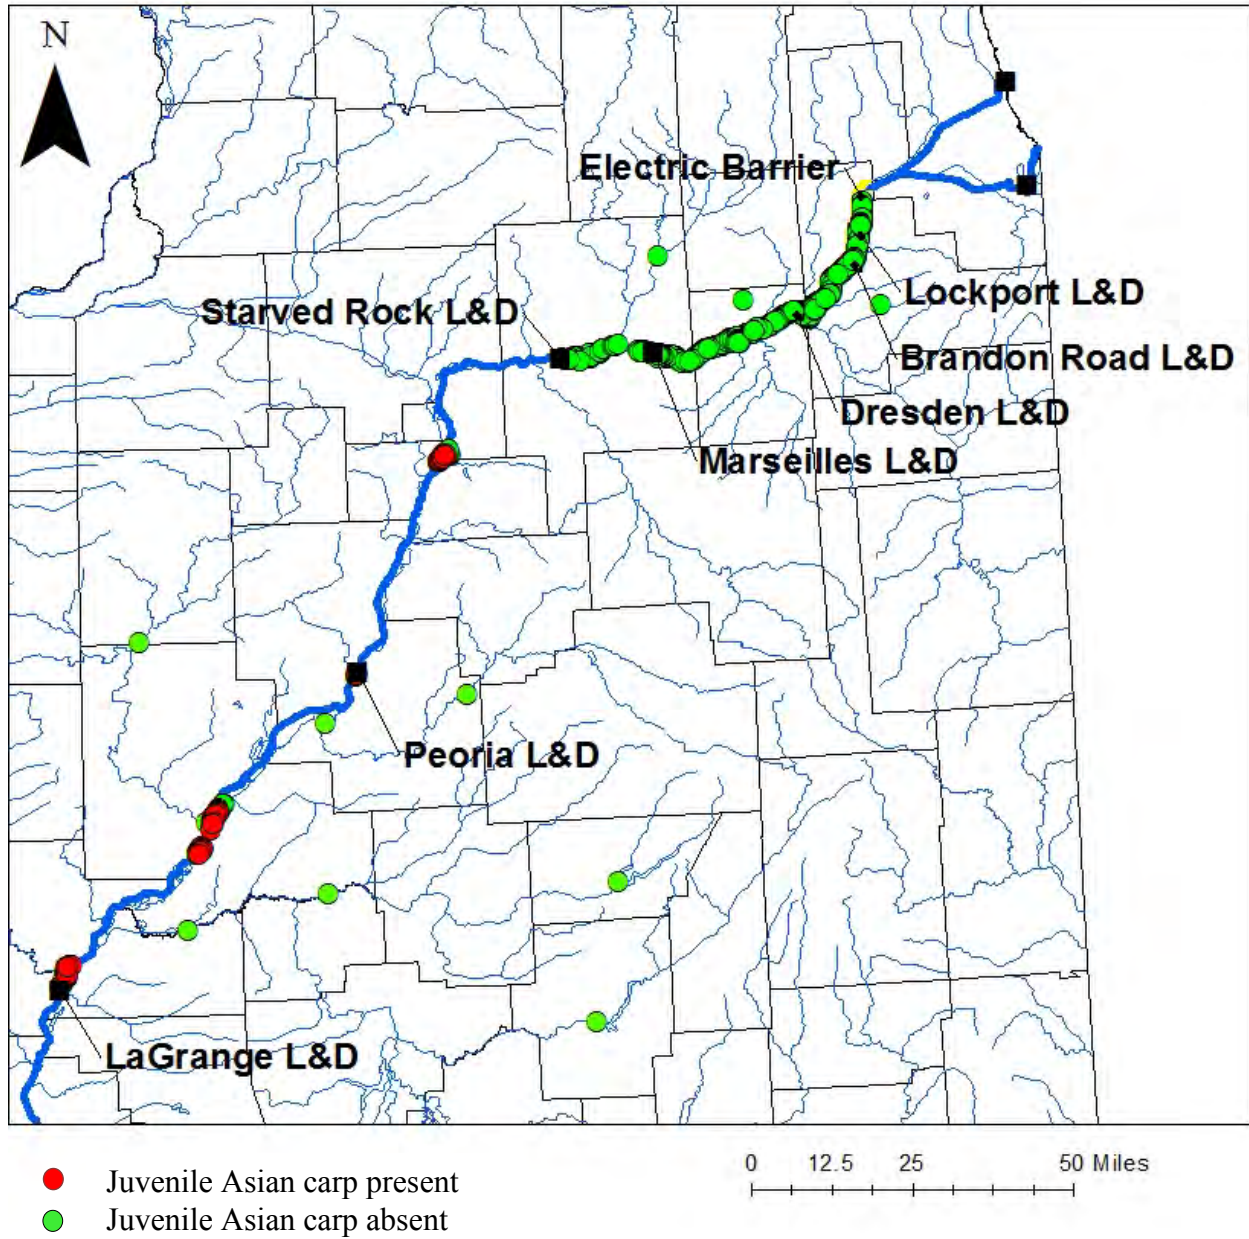 N
Electric Barrier
Lockport L&D
Starved Rock L&D
Brandon Road L&D
Dresden L&D
Marseilles L&D
Peoria L&D
LaGrange L&D
0 12.5 25 50 Miles
Juvenile Asian carp present
Juvenile Asian carp absent